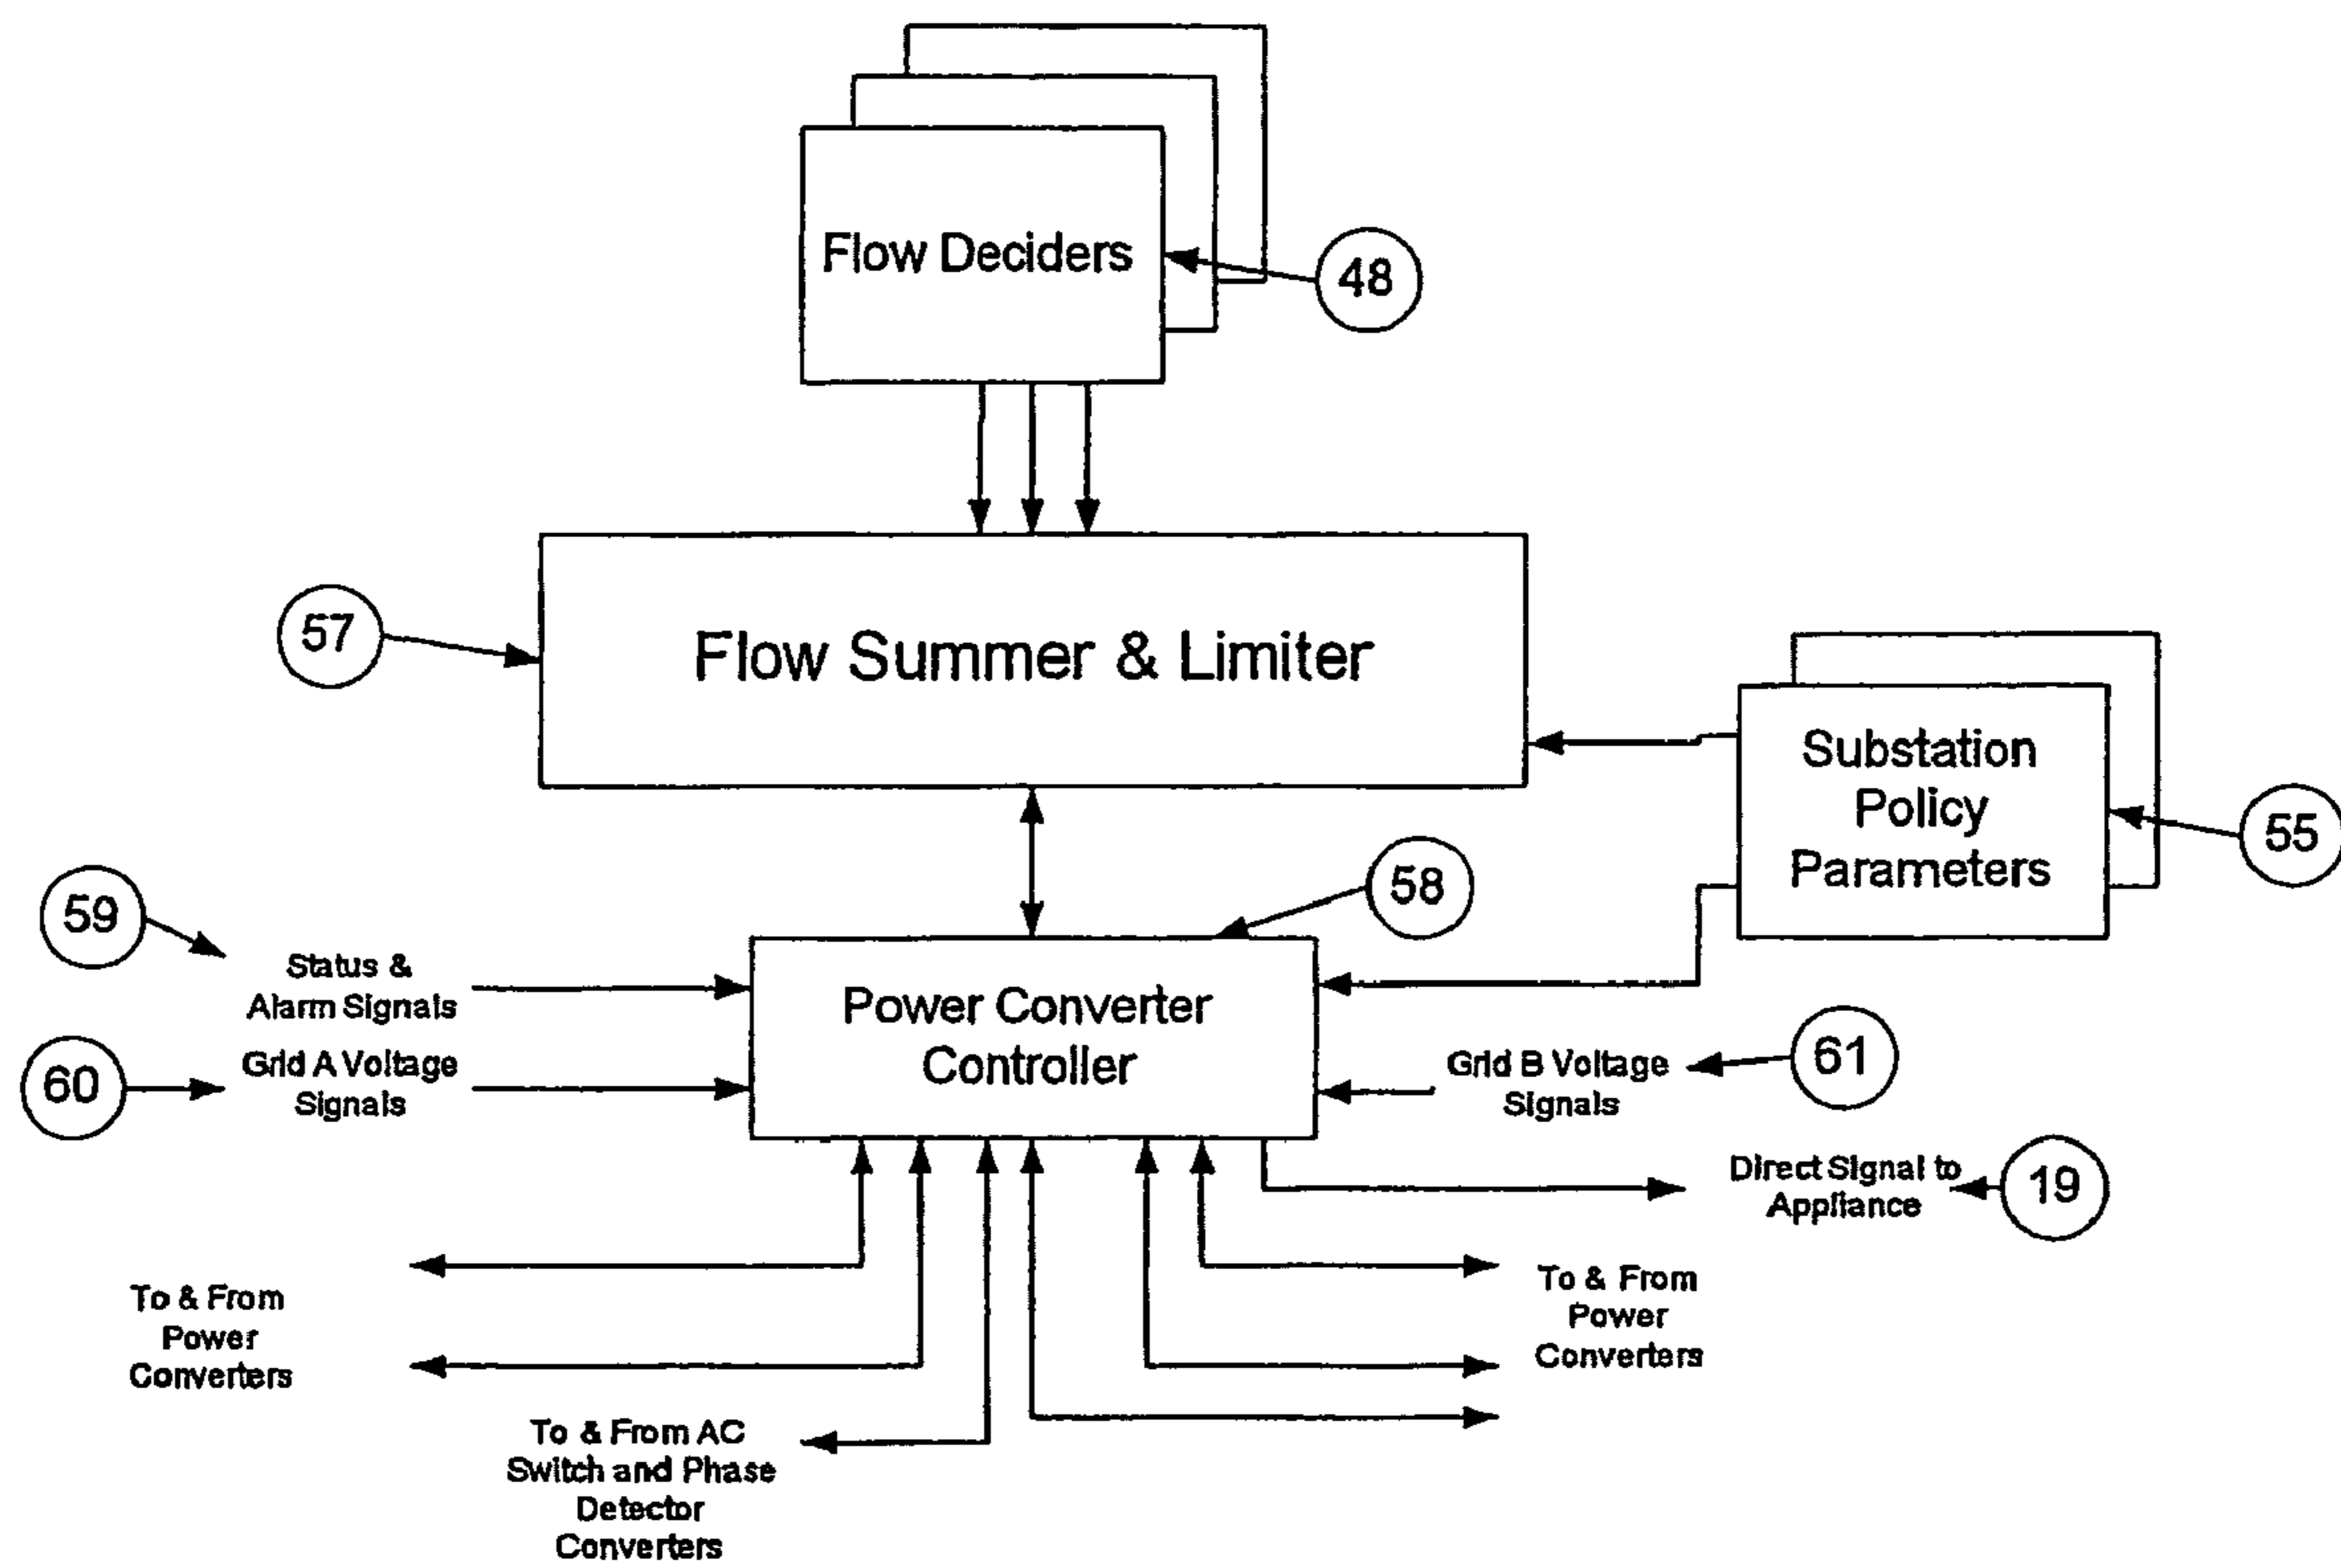 Flow Deciders
48
57
Flow Summer & Limiter
Substation
Policy
Parameters
55
58
59
Status &
Alarm Signals
Power Converter
Controller
60
Grid A Voltage
Signals
Grid B Voltage
Signals
61
Direct Signal to
Appliance
19
To & From
Power
Converters
To & From
Power
Converters
To & From AC
Switch and Phase
Detector
Converters